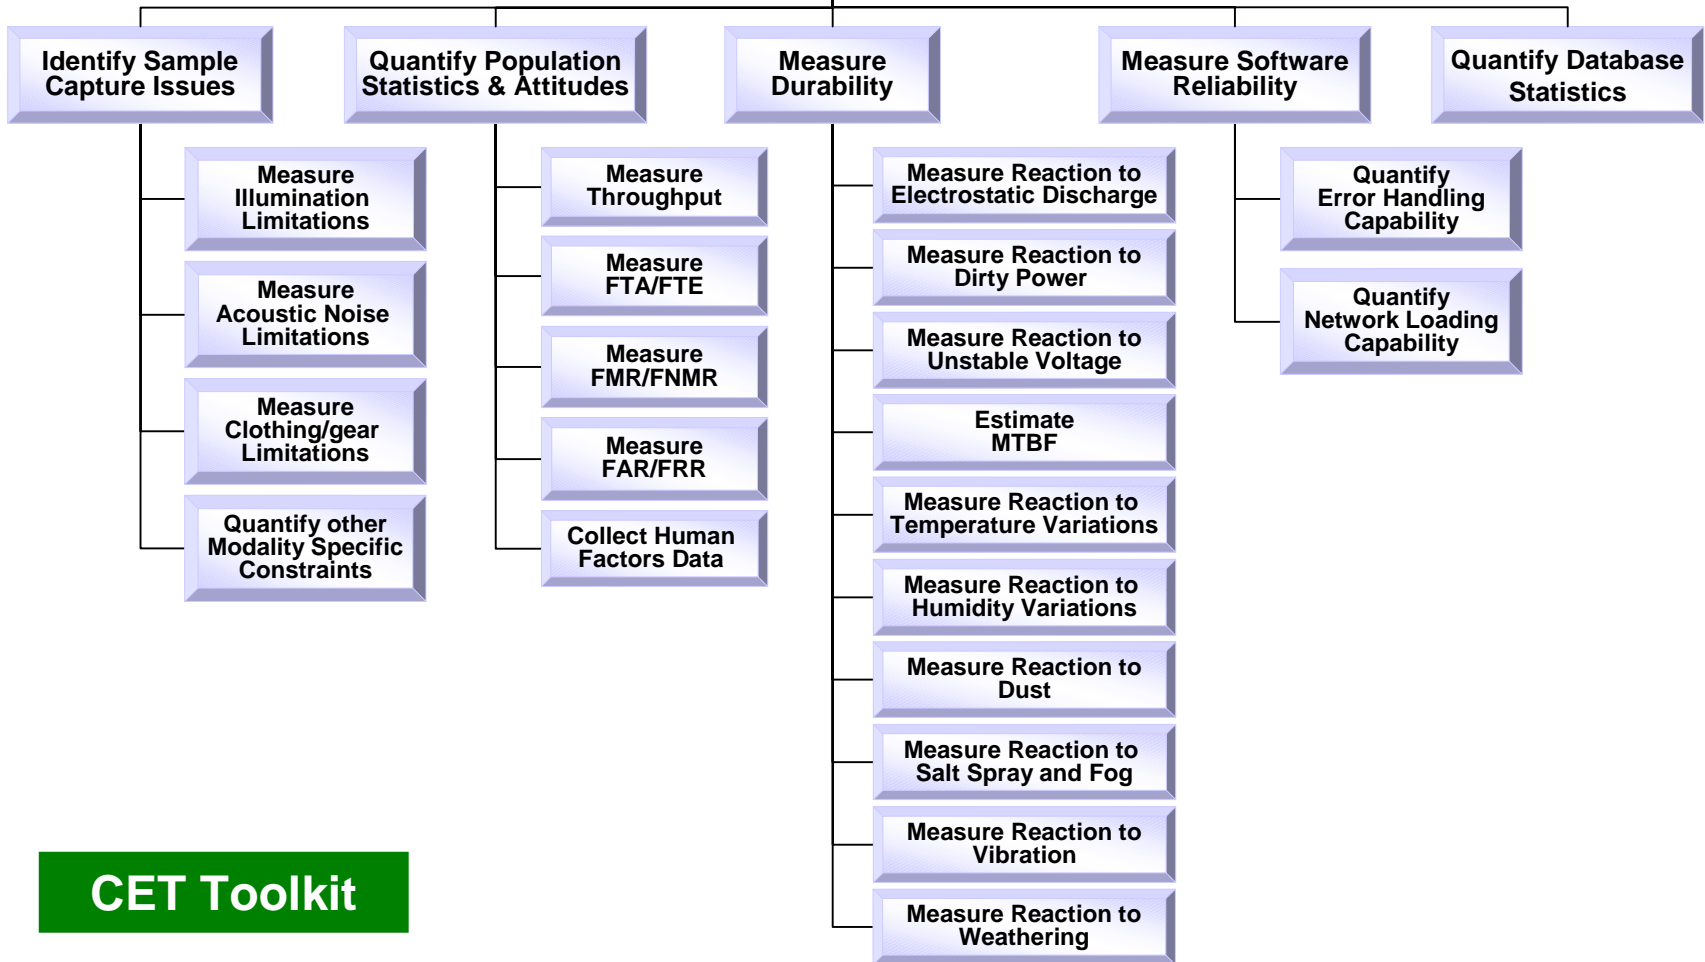 Identify Sample
Capture Issues
Quantify Population
Statistics & Attitudes
Measure
Durability
Measure Software
Reliability
Quantify Database
Statistics
Measure
Illumination
Limitations
Measure
Acoustic Noise
Limitations
Measure
Clothing/gear
Limitations
Quantify other
Modality Specific
Constraints
Measure
Throughput
Measure
FTA/FTE
Measure
FMR/FNMR
Measure
FAR/FRR
Collect Human
Factors Data
Measure Reaction to
Electrostatic Discharge
Measure Reaction to
Dirty Power
Measure Reaction to
Unstable Voltage
Estimate
MTBF
Measure Reaction to
Temperature Variations
Measure Reaction to
Humidity Variations
Measure Reaction to
Dust
Measure Reaction to
Salt Spray and Fog
Measure Reaction to
Vibration
Measure Reaction to
Weathering
Quantify
Error Handling
Capability
Quantify
Network Loading
Capability
CET Toolkit